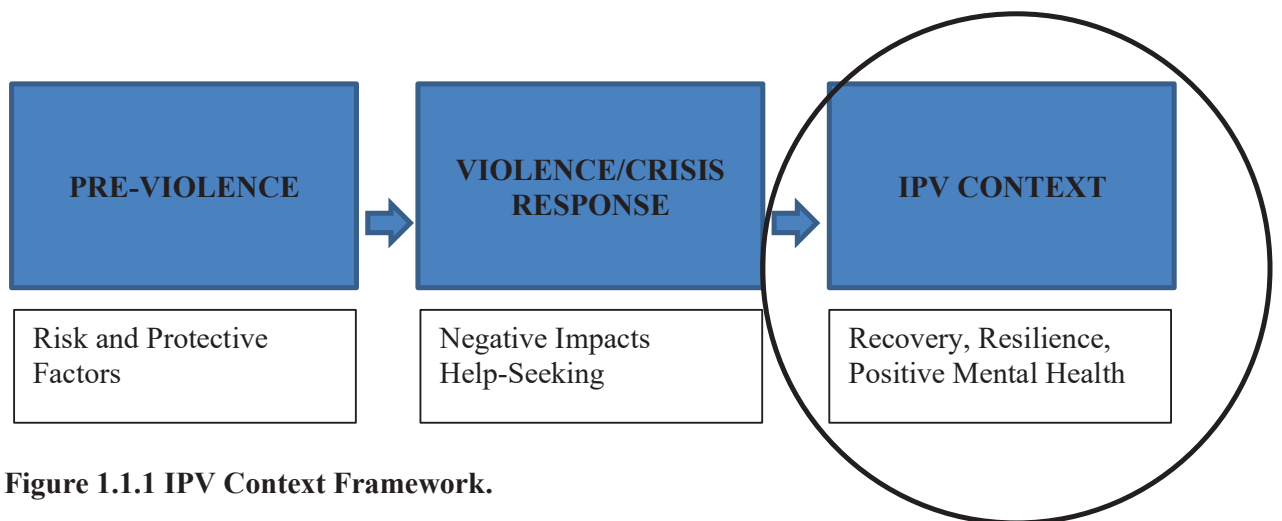 PRE-VIOLENCE
VIOLENCE/CRISIS
RESPONSE
IPV CONTEXT
Risk and Protective
Factors
Negative Impacts
Help-Seeking
Recovery, Resilience,
Positive Mental Health
Figure 1.1.1 IPV Context Framework.